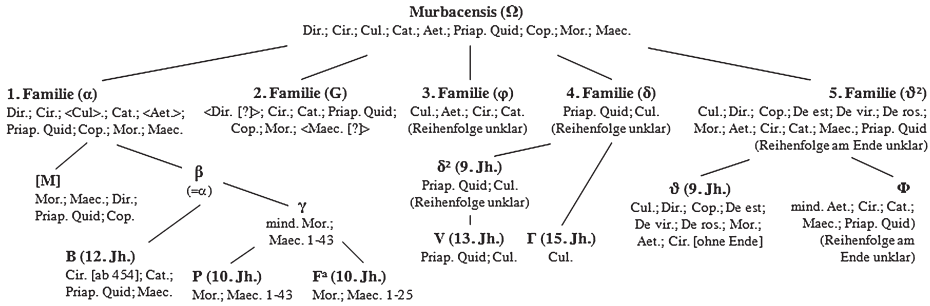 Murbacensis (Ω)
Dir.; Cir.; Cul.; Cat.; Aet.; Priap. Quid; Cop.; Mor.; Maec.
1. Familie (α)
Dir.; Cir.; <Cul>.; Cat.; <Aet.>;
Priap. Quid; Cop.; Mor.; Maec.
2. Familie (G)
<Dir. [?]>; Cir.; Cat.; Priap. Quid;
Cop.; Mor.; <Maec. [?]>
3. Familie (φ)
Cul.; Aet.; Cir.; Cat.
(Reihenfolge unklar)
4. Familie (δ)
Priap. Quid; Cul.
(Reihenfolge unklar)
5. Familie (ϑ²)
Cul.; Dir.; Cop.; De est; De vir.; De ros.;
Mor.; Aet.; Cir.; Cat.; Maec.; Priap. Quid
(Reihenfolge am Ende unklar)
[M]
Mor.; Maec.; Dir.;
Priap. Quid; Cop.
β
(=α)
γ
mind. Mor.;
Maec. 1-43
B (12. Jh.)
Cir. [ab 454]; Cat.;
Priap. Quid; Maec.
P (10. Jh.)
Mor.; Maec. 1-43
Fª (10. Jh.)
Mor.; Maec. 1-25
δ² (9. Jh.)
Priap. Quid; Cul.
(Reihenfolge unklar)
V (13. Jh.)
Priap. Quid; Cul.
Γ (15. Jh.)
Cul.
ϑ (9. Jh.)
Cul.; Dir.; Cop.; De est;
De vir.; De ros.; Mor.;
Aet.; Cir. [ohne Ende]
Φ
mind. Aet.; Cir.; Cat.;
Maec.; Priap. Quid)
(Reihenfolge am
Ende unklar)